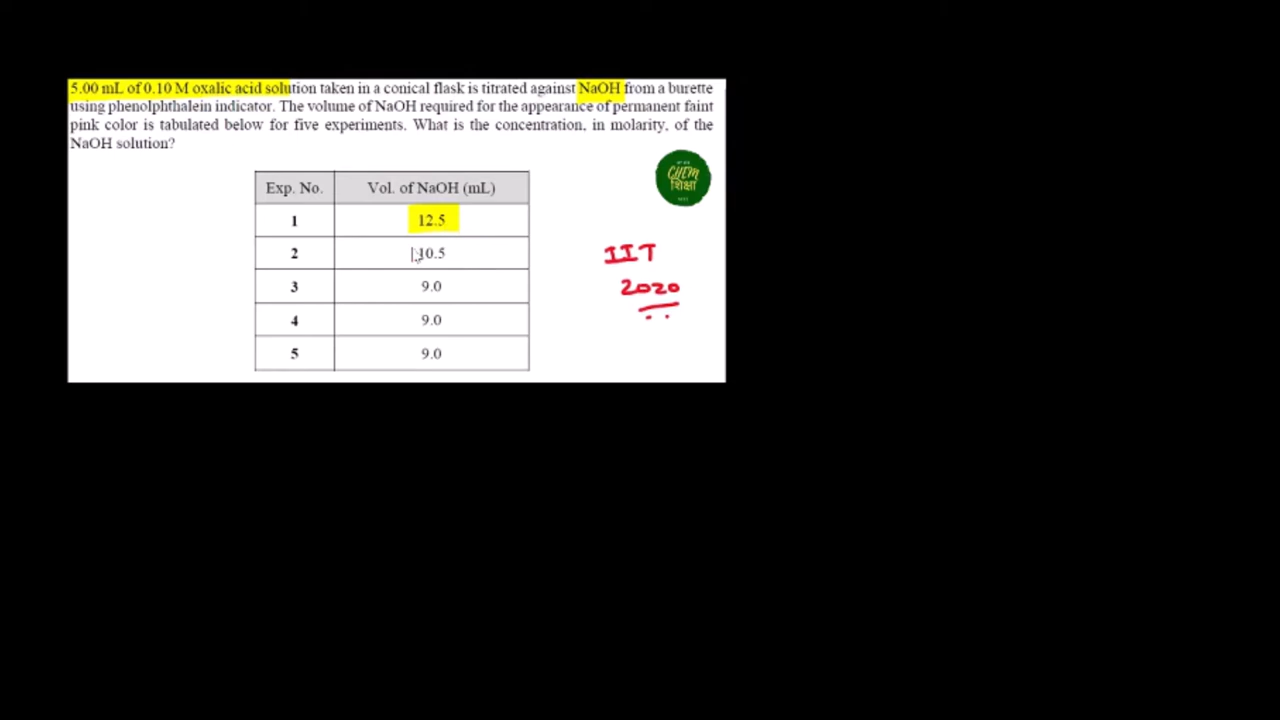 5.00 mL of 0.10 M oxalic acid solution taken in a conical flask is titrated against NaOH from a burette
using phenolphthalein indicator. The volume of NaOH required for the appearance of permanent faint
pink color is tabulated below for five experiments. What is the concentration, in molarity, of the
NaOH solution?
CHEM
शिक्षा
Exp. No. Vol. of NaOH (mL)
1 12.5
2 10.5
3 9.0
4 9.0
5 9.0
IIT
2020